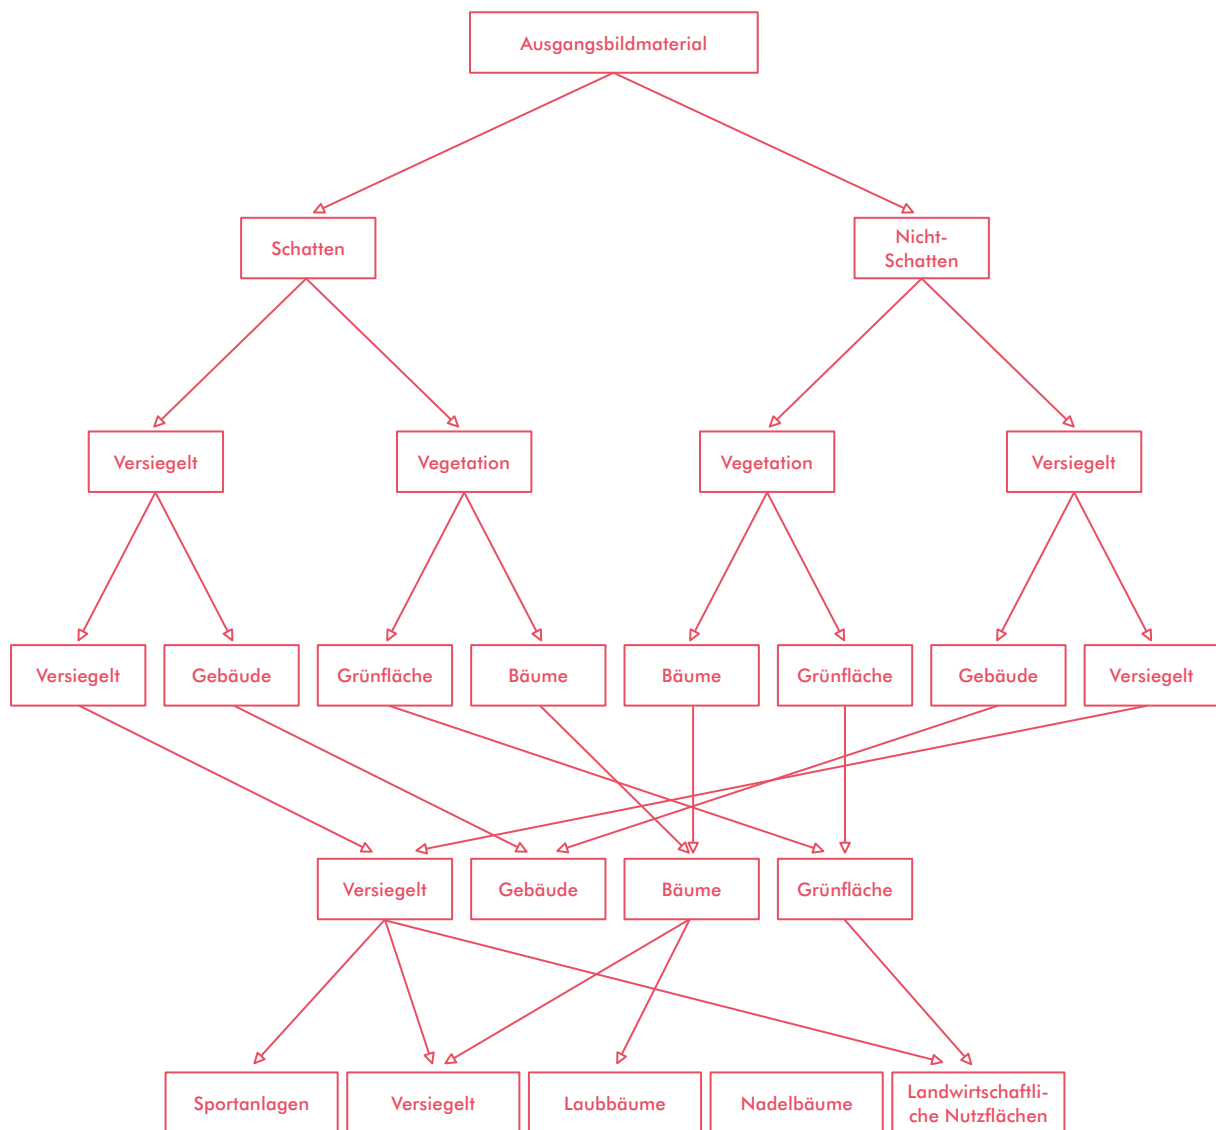 Ausgangsbildmaterial
Schatten
Nicht-
Schatten
Versiegelt
Vegetation
Vegetation
Versiegelt
Versiegelt
Gebäude
Grünfläche
Bäume
Bäume
Grünfläche
Gebäude
Versiegelt
Versiegelt
Gebäude
Bäume
Grünfläche
Sportanlagen
Versiegelt
Laubbäume
Nadelbäume
Landwirtschaftli-
che Nutzflächen